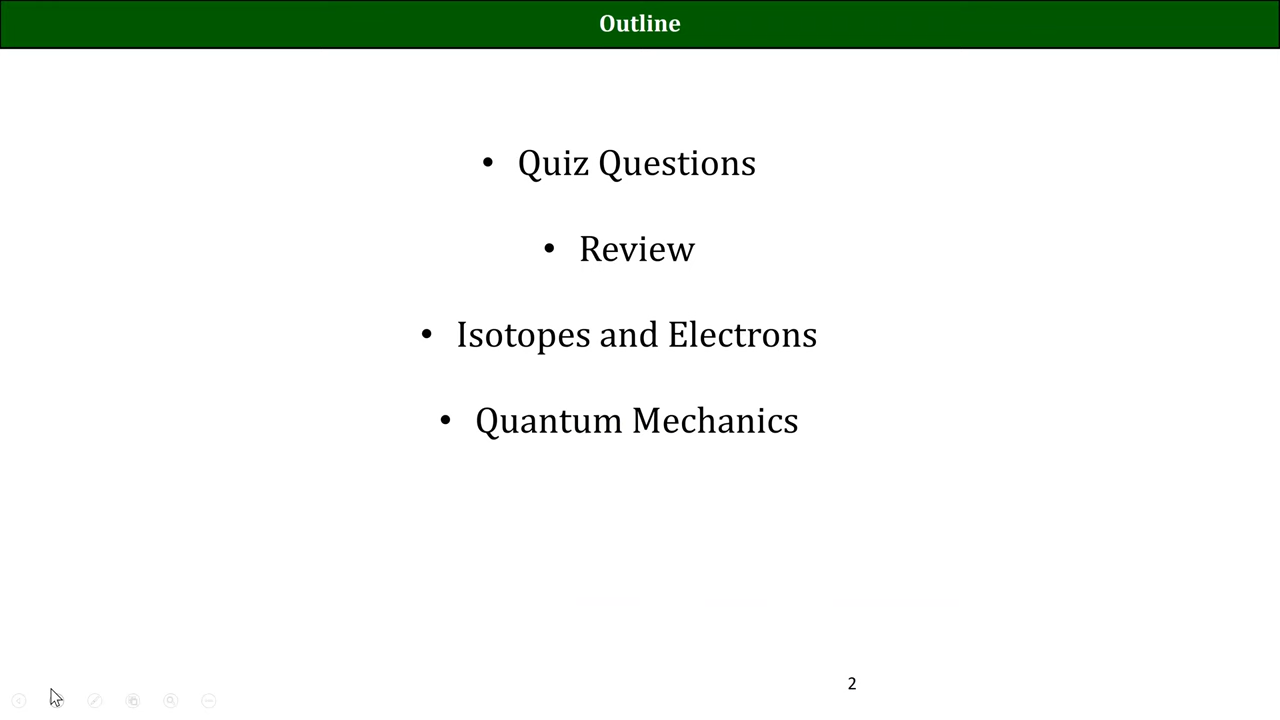 Outline
• Quiz Questions
• Review
• Isotopes and Electrons
• Quantum Mechanics
2